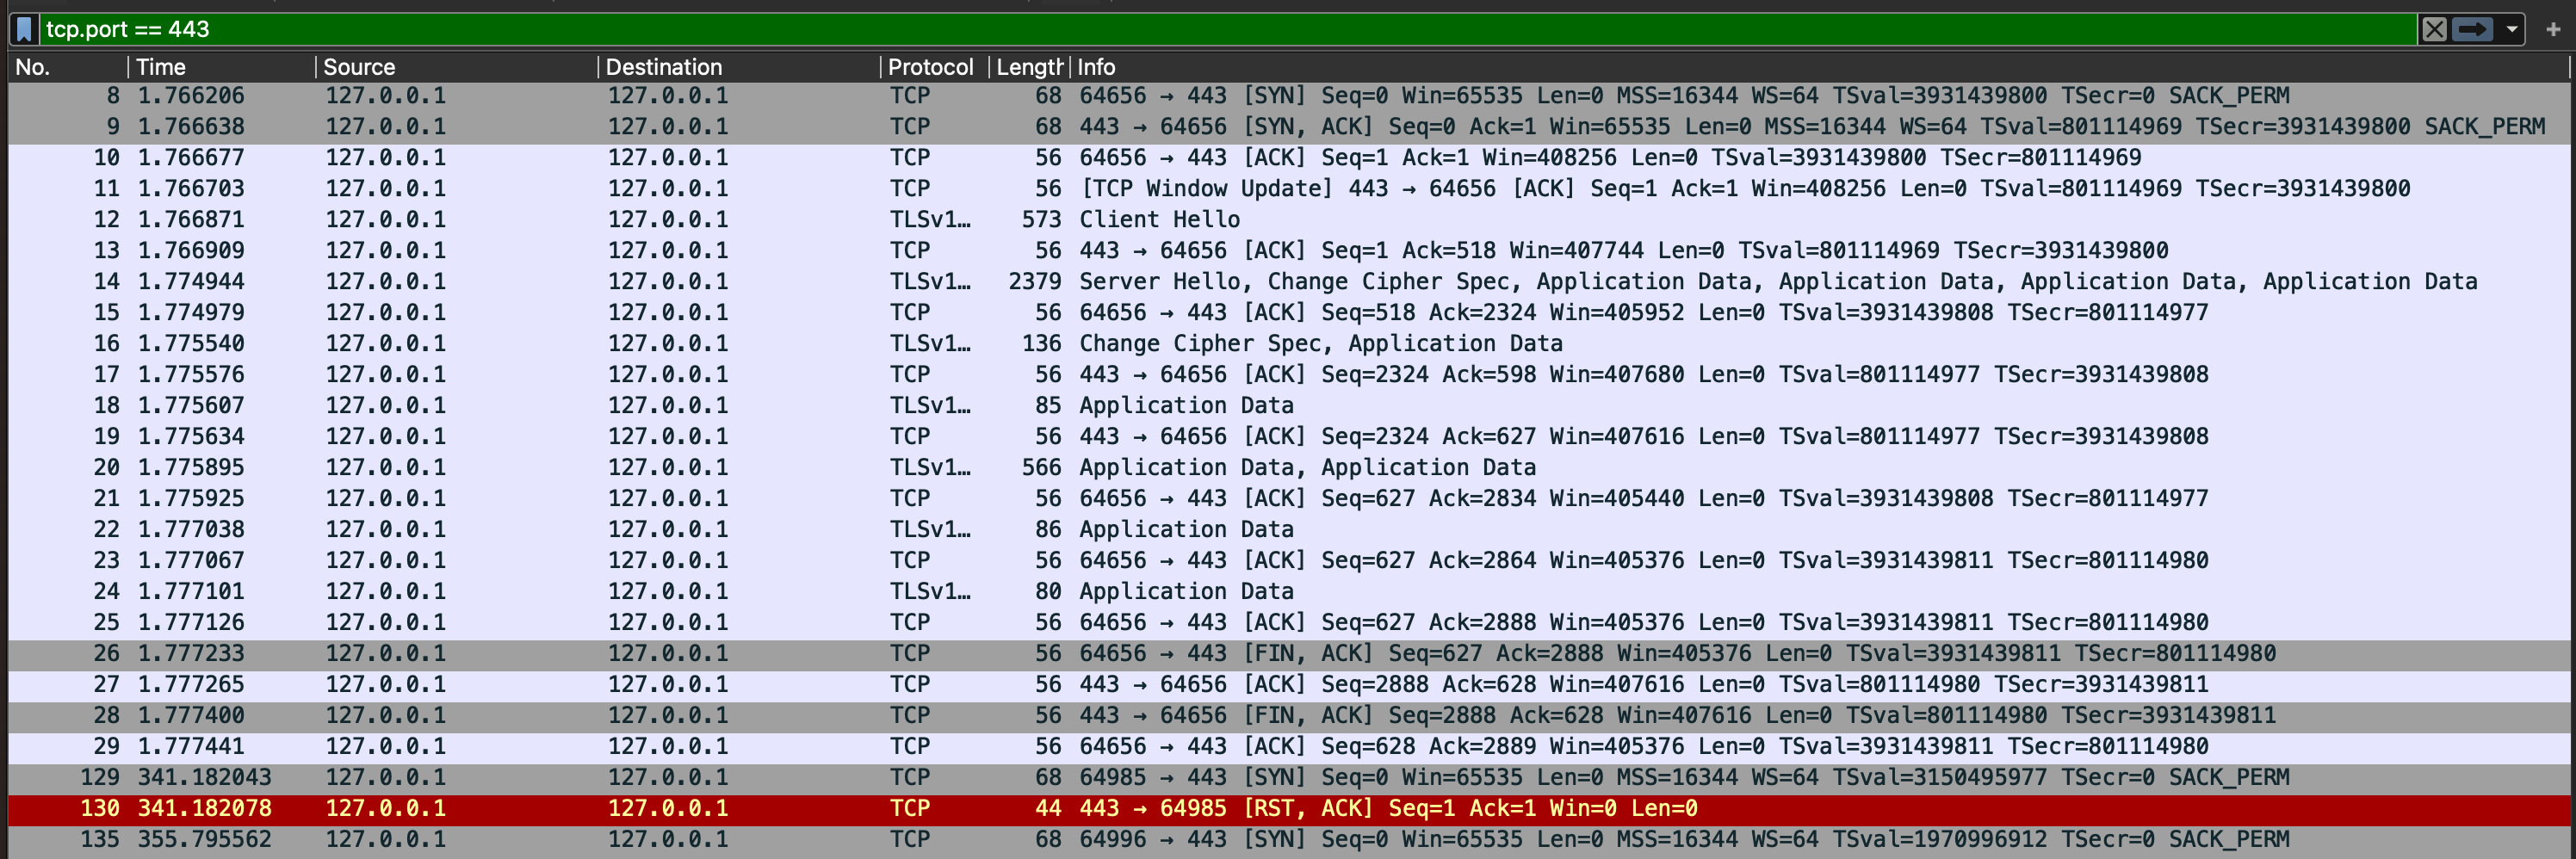 tcp.port == 443
No. Time Source Destination Protocol Length Info
8 1.766206 127.0.0.1 127.0.0.1 TCP 68 64656 → 443 [SYN] Seq=0 Win=65535 Len=0 MSS=16344 WS=64 TSval=3931439800 TSecr=0 SACK_PERM
9 1.766638 127.0.0.1 127.0.0.1 TCP 68 443 → 64656 [SYN, ACK] Seq=0 Ack=1 Win=65535 Len=0 MSS=16344 WS=64 TSval=801114969 TSecr=3931439800 SACK_PERM
10 1.766677 127.0.0.1 127.0.0.1 TCP 56 64656 → 443 [ACK] Seq=1 Ack=1 Win=408256 Len=0 TSval=3931439800 TSecr=801114969
11 1.766703 127.0.0.1 127.0.0.1 TCP 56 [TCP Window Update] 443 → 64656 [ACK] Seq=1 Ack=1 Win=408256 Len=0 TSval=801114969 TSecr=3931439800
12 1.766871 127.0.0.1 127.0.0.1 TLSv1… 573 Client Hello
13 1.766909 127.0.0.1 127.0.0.1 TCP 56 443 → 64656 [ACK] Seq=1 Ack=518 Win=407744 Len=0 TSval=801114969 TSecr=3931439800
14 1.774944 127.0.0.1 127.0.0.1 TLSv1… 2379 Server Hello, Change Cipher Spec, Application Data, Application Data, Application Data, Application Data
15 1.774979 127.0.0.1 127.0.0.1 TCP 56 64656 → 443 [ACK] Seq=518 Ack=2324 Win=405952 Len=0 TSval=3931439808 TSecr=801114977
16 1.775540 127.0.0.1 127.0.0.1 TLSv1… 136 Change Cipher Spec, Application Data
17 1.775576 127.0.0.1 127.0.0.1 TCP 56 443 → 64656 [ACK] Seq=2324 Ack=598 Win=407680 Len=0 TSval=801114977 TSecr=3931439808
18 1.775607 127.0.0.1 127.0.0.1 TLSv1… 85 Application Data
19 1.775634 127.0.0.1 127.0.0.1 TCP 56 443 → 64656 [ACK] Seq=2324 Ack=627 Win=407616 Len=0 TSval=801114977 TSecr=3931439808
20 1.775895 127.0.0.1 127.0.0.1 TLSv1… 566 Application Data, Application Data
21 1.775925 127.0.0.1 127.0.0.1 TCP 56 64656 → 443 [ACK] Seq=627 Ack=2834 Win=405440 Len=0 TSval=3931439808 TSecr=801114977
22 1.777038 127.0.0.1 127.0.0.1 TLSv1… 86 Application Data
23 1.777067 127.0.0.1 127.0.0.1 TCP 56 64656 → 443 [ACK] Seq=627 Ack=2864 Win=405376 Len=0 TSval=3931439811 TSecr=801114980
24 1.777101 127.0.0.1 127.0.0.1 TLSv1… 80 Application Data
25 1.777126 127.0.0.1 127.0.0.1 TCP 56 64656 → 443 [ACK] Seq=627 Ack=2888 Win=405376 Len=0 TSval=3931439811 TSecr=801114980
26 1.777233 127.0.0.1 127.0.0.1 TCP 56 64656 → 443 [FIN, ACK] Seq=627 Ack=2888 Win=405376 Len=0 TSval=3931439811 TSecr=801114980
27 1.777265 127.0.0.1 127.0.0.1 TCP 56 443 → 64656 [ACK] Seq=2888 Ack=628 Win=407616 Len=0 TSval=801114980 TSecr=3931439811
28 1.777400 127.0.0.1 127.0.0.1 TCP 56 443 → 64656 [FIN, ACK] Seq=2888 Ack=628 Win=407616 Len=0 TSval=801114980 TSecr=3931439811
29 1.777441 127.0.0.1 127.0.0.1 TCP 56 64656 → 443 [ACK] Seq=628 Ack=2889 Win=405376 Len=0 TSval=3931439811 TSecr=801114980
129 341.182043 127.0.0.1 127.0.0.1 TCP 68 64985 → 443 [SYN] Seq=0 Win=65535 Len=0 MSS=16344 WS=64 TSval=3150495977 TSecr=0 SACK_PERM
130 341.182078 127.0.0.1 127.0.0.1 TCP 44 443 → 64985 [RST, ACK] Seq=1 Ack=1 Win=0 Len=0
135 355.795562 127.0.0.1 127.0.0.1 TCP 68 64996 → 443 [SYN] Seq=0 Win=65535 Len=0 MSS=16344 WS=64 TSval=1970996912 TSecr=0 SACK_PERM